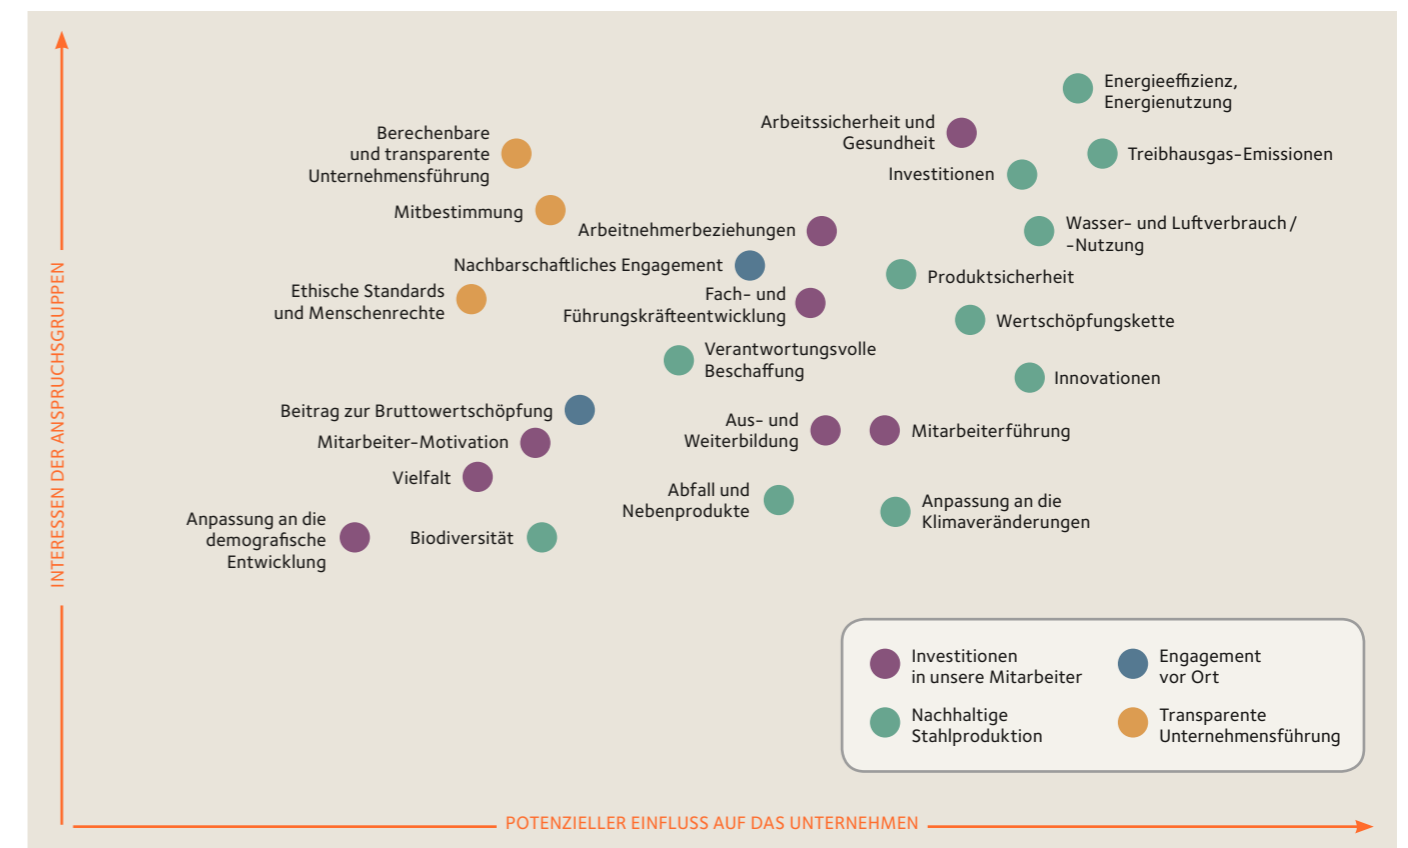 INTERESSEN DER ANSPRUCHSGRUPPEN
Energieeffizienz,
Energienutzung
Arbeitssicherheit und
Gesundheit
Berechenbare
und transparente
Unternehmensführung
Treibhausgas-Emissionen
Investitionen
Mitbestimmung
Arbeitnehmerbeziehungen
Wasser- und Luftverbrauch /
-Nutzung
Nachbarschaftliches Engagement
Produktsicherheit
Ethische Standards
und Menschenrechte
Fach- und
Führungskräfteentwicklung
Wertschöpfungskette
Verantwortungsvolle
Beschaffung
Innovationen
Beitrag zur Bruttowertschöpfung
Aus- und
Weiterbildung
Mitarbeiterführung
Mitarbeiter-Motivation
Vielfalt
Abfall und
Nebenprodukte
Anpassung an die
Klimaveränderungen
Anpassung an die
demografische
Entwicklung
Biodiversität
Investitionen
in unsere Mitarbeiter
Engagement
vor Ort
Nachhaltige
Stahlproduktion
Transparente
Unternehmensführung
POTENZIELLER EINFLUSS AUF DAS UNTERNEHMEN